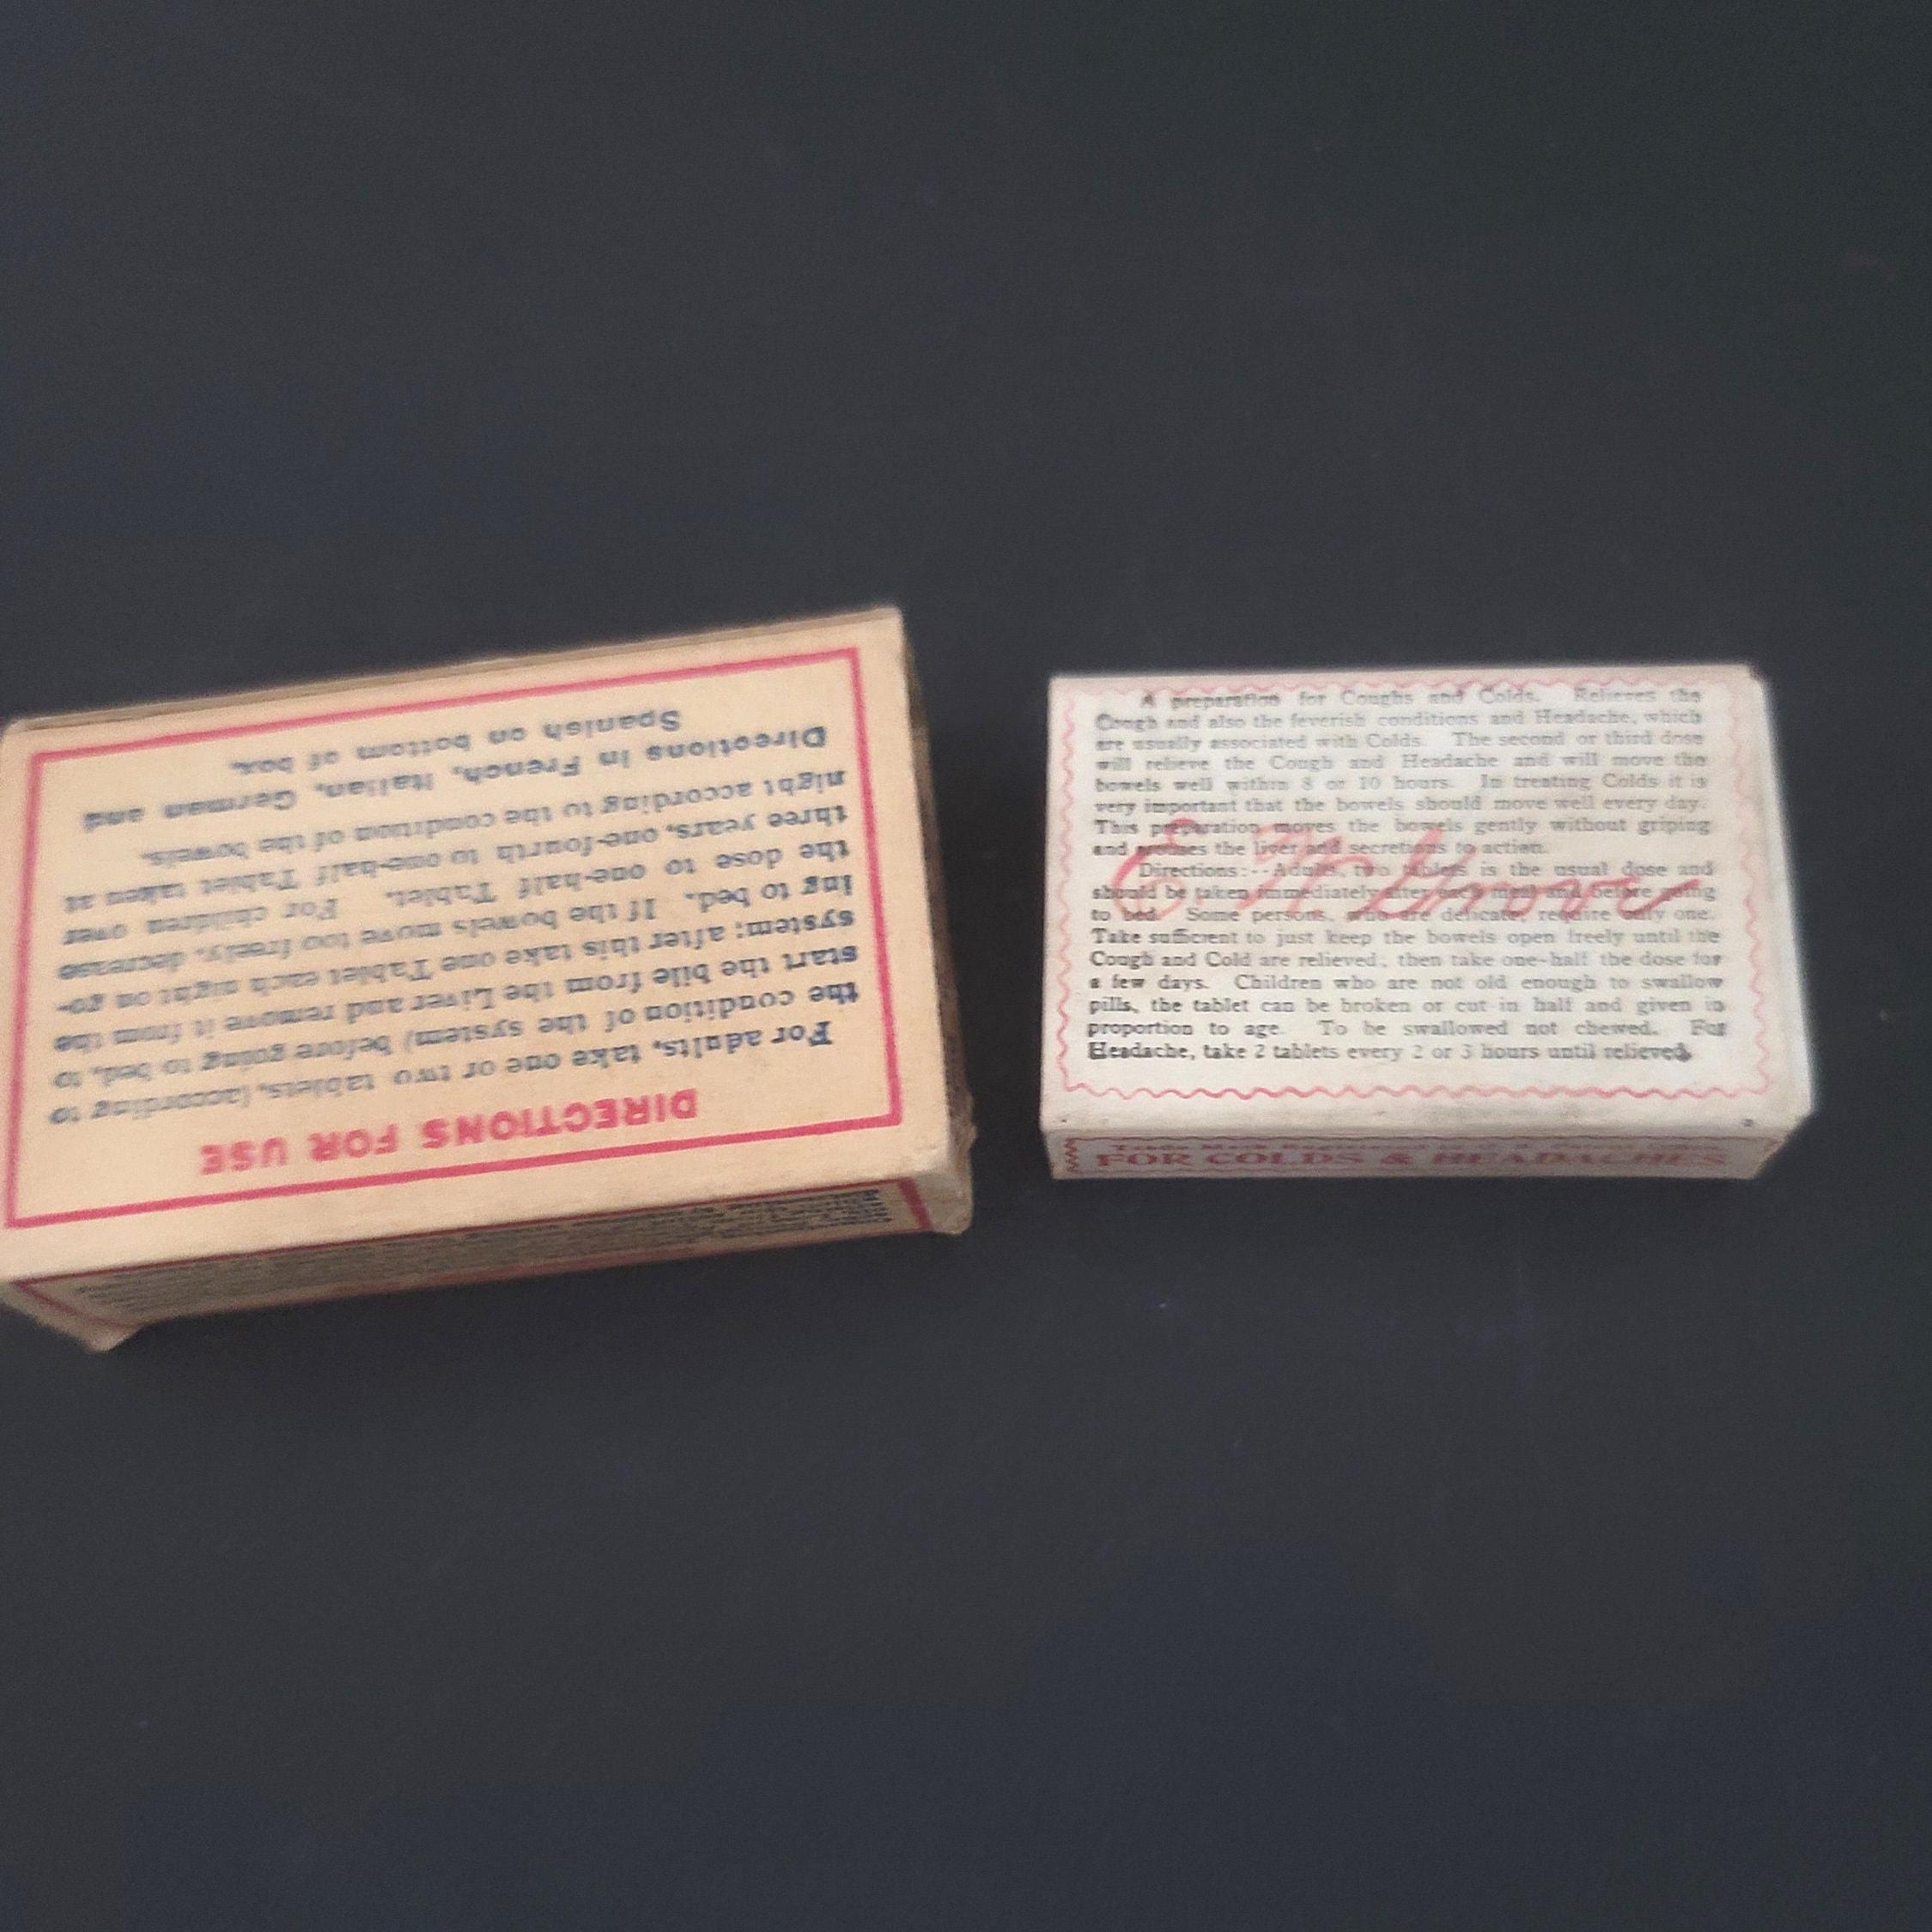 DIRECTIONS FOR USE
For adults, take one or two tablets, (according to
the condition of the system) before going to bed, to
start the bile from the Liver and remove it from the
system; after this take one Tablet each night on go-
ing to bed. If the bowels move too freely, decrease
the dose to one-half Tablet. For children over
three years, one-fourth to one-half Tablet taken at
night according to the condition of the bowels.
Directions in French, Italian, German and
Spanish on bottom of box.
A preparation for Coughs and Colds. Relieves the
Cough and also the feverish conditions and Headache, which
are usually associated with Colds. The second or third dose
will relieve the Cough and Headache and will move the
bowels well within 8 or 10 hours. In treating Colds it is
very important that the bowels should move well every day.
This preparation moves the bowels gently without griping
and arouses the liver and secretions to action.
E. W. Grove
Directions:--Adults, two tablets is the usual dose and
should be taken immediately after each meal and before going
to bed. Some persons, who are delicate, require only one.
Take sufficient to just keep the bowels open freely until the
Cough and Cold are relieved; then take one-half the dose for
a few days. Children who are not old enough to swallow
pills, the tablet can be broken or cut in half and given in
proportion to age. To be swallowed not chewed. For
Headache, take 2 tablets every 2 or 3 hours until relieved.
FOR COLDS & HEADACHES